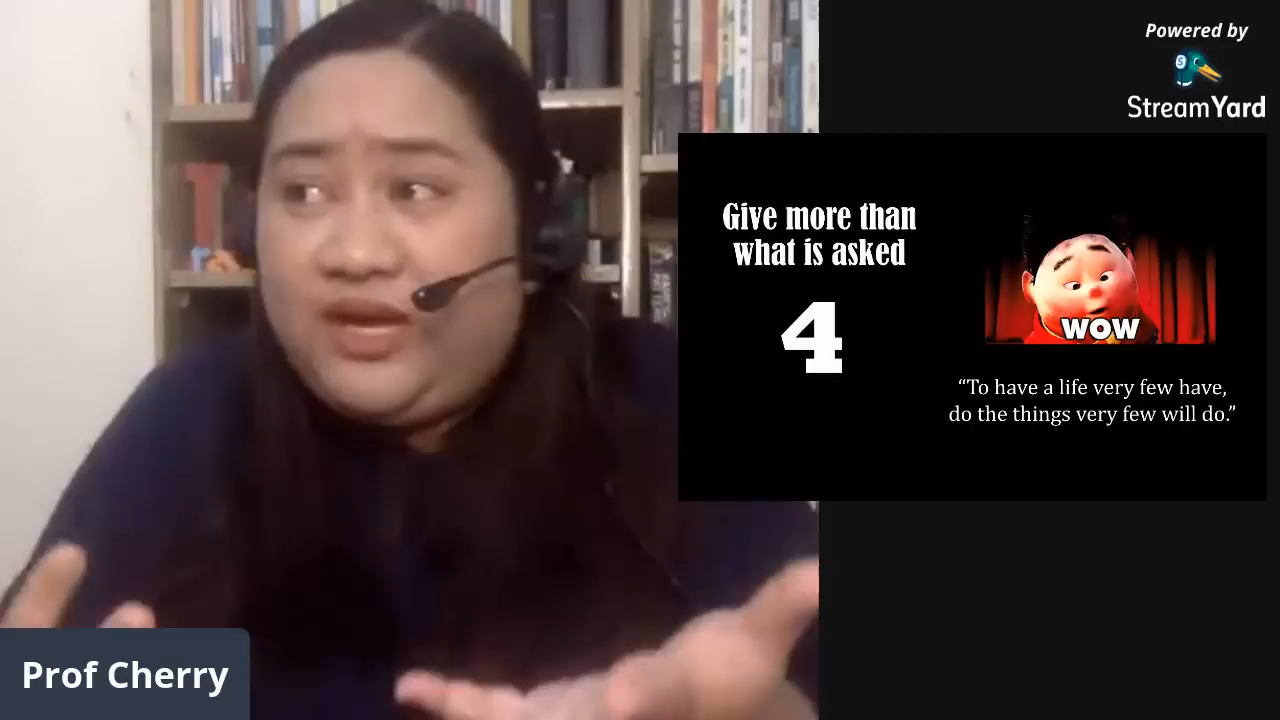 Powered by
StreamYard
Give more than
what is asked
4
WOW
“To have a life very few have,
do the things very few will do.”
Prof Cherry